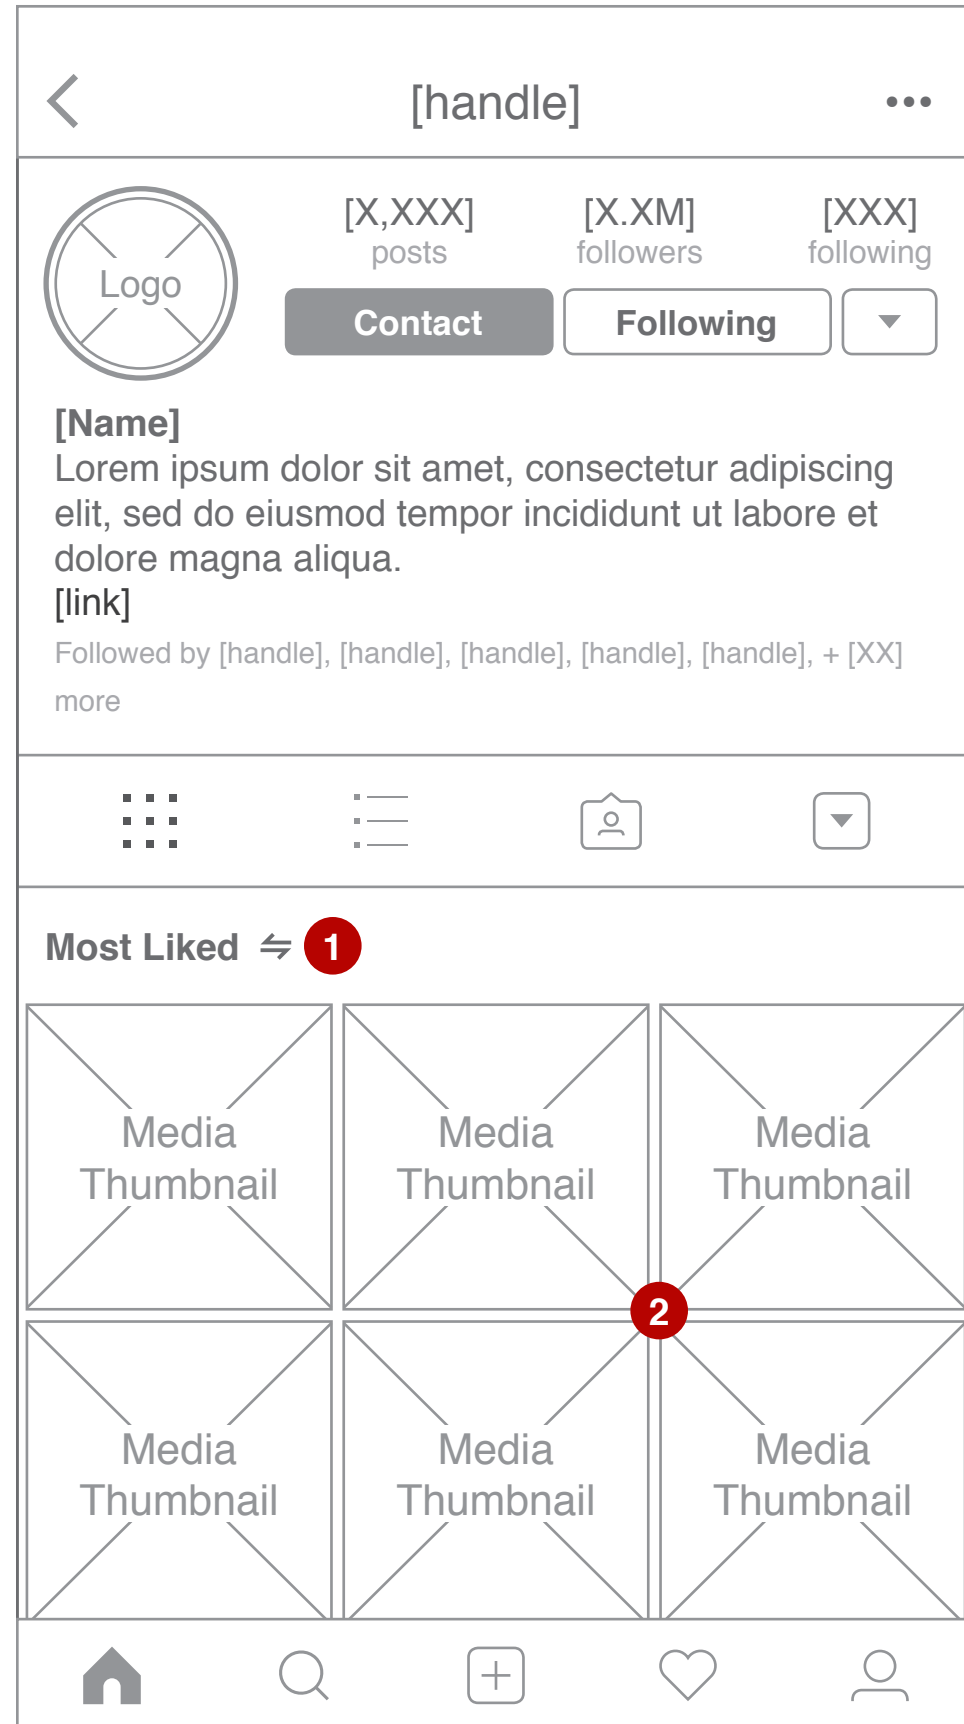 [handle]
[X,XXX] [X.XM] [XXX]
posts followers following
Logo
Contact Following
[Name]
Lorem ipsum dolor sit amet, consectetur adipiscing
elit, sed do eiusmod tempor incididunt ut labore et
dolore magna aliqua.
[link]
Followed by [handle], [handle], [handle], [handle], [handle], + [XX]
more
Most Liked 1
Media Media Media
Thumbnail Thumbnail Thumbnail
2
Media Media Media
Thumbnail Thumbnail Thumbnail